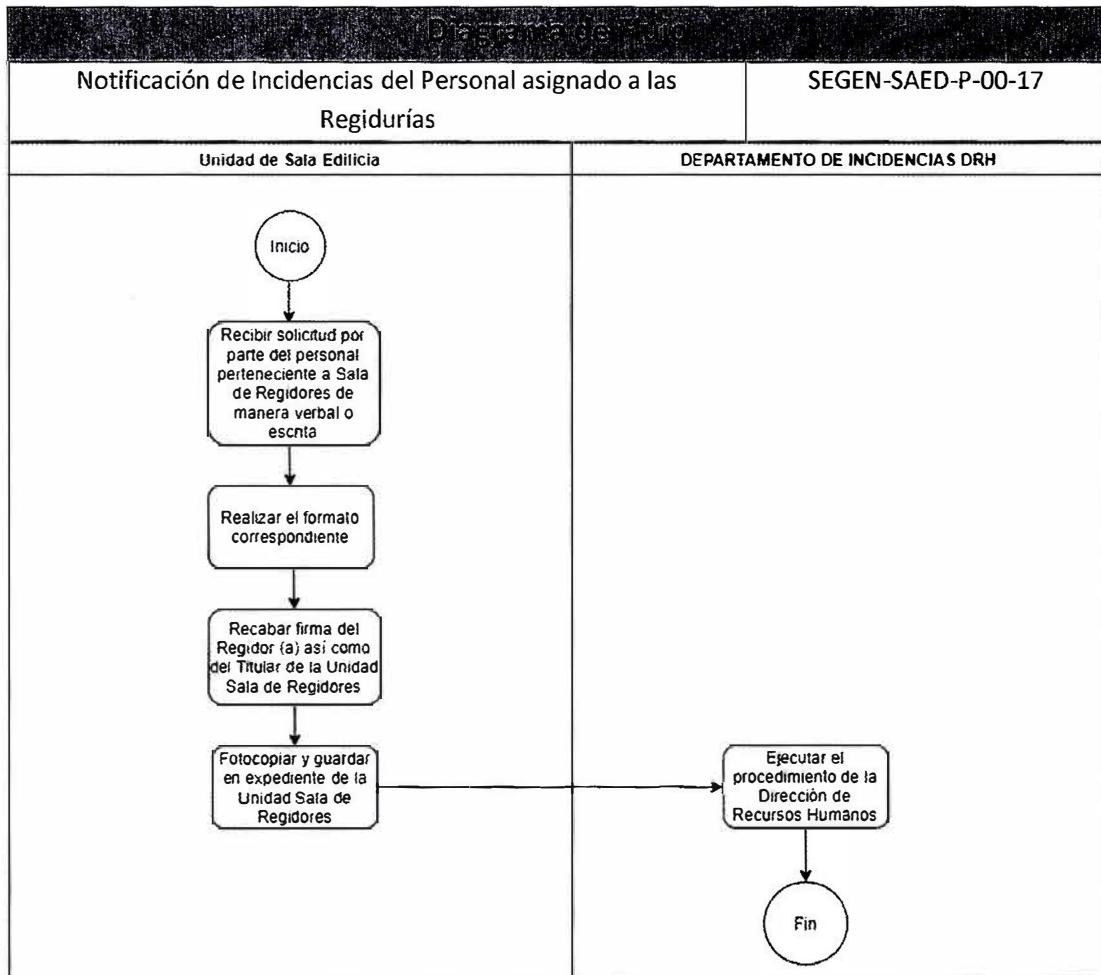 Diagrama de Flujo
Notificación de Incidencias del Personal asignado a las
Regidurías
SEGEN-SAED-P-00-17
Unidad de Sala Edilicia
DEPARTAMENTO DE INCIDENCIAS DRH
Inicio
Recibir solicitud por
parte del personal
perteneciente a Sala
de Regidores de
manera verbal o
escrita
Realizar el formato
correspondiente
Recabar firma del
Regidor (a) así como
del Titular de la Unidad
Sala de Regidores
Fotocopiar y guardar
en expediente de la
Unidad Sala de
Regidores
Ejecutar el
procedimiento de la
Dirección de
Recursos Humanos
Fin